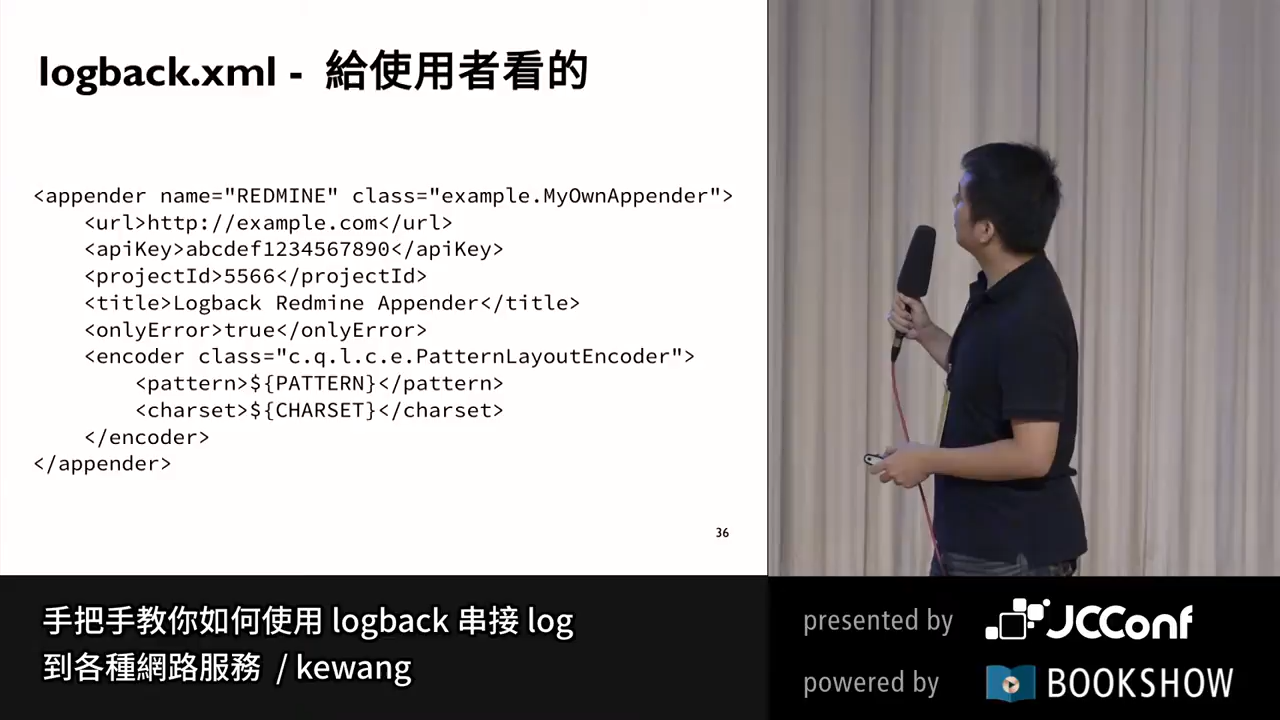 logback.xml - 給使用者看的
<appender name="REDMINE" class="example.MyOwnAppender">
<url>http://example.com</url>
<apiKey>abcdef1234567890</apiKey>
<projectId>5566</projectId>
<title>Logback Redmine Appender</title>
<onlyError>true</onlyError>
<encoder class="c.q.l.c.e.PatternLayoutEncoder">
<pattern>${PATTERN}</pattern>
<charset>${CHARSET}</charset>
</encoder>
</appender>
36
手把手教你如何使用 logback 串接 log
到各種網路服務 / kewang
presented by JCConf
powered by BOOKSHOW